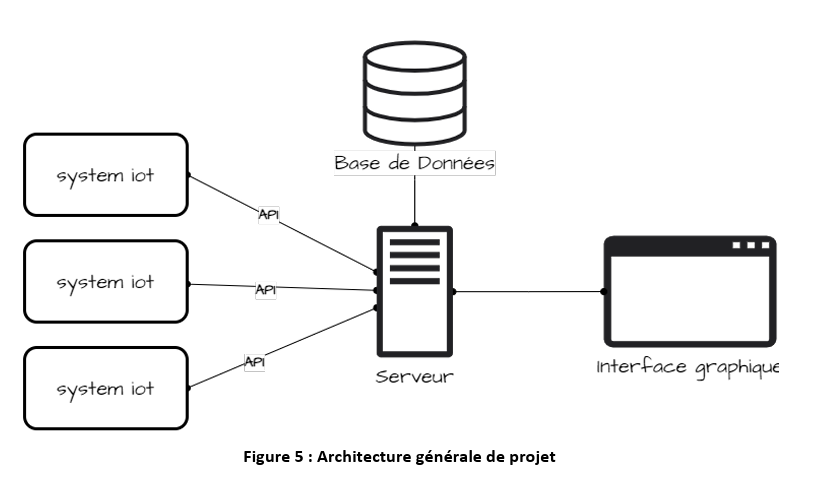 Base de Données
system iot
API
system iot
API
system iot
API
Serveur
Interface graphique
Figure 5 : Architecture générale de projet